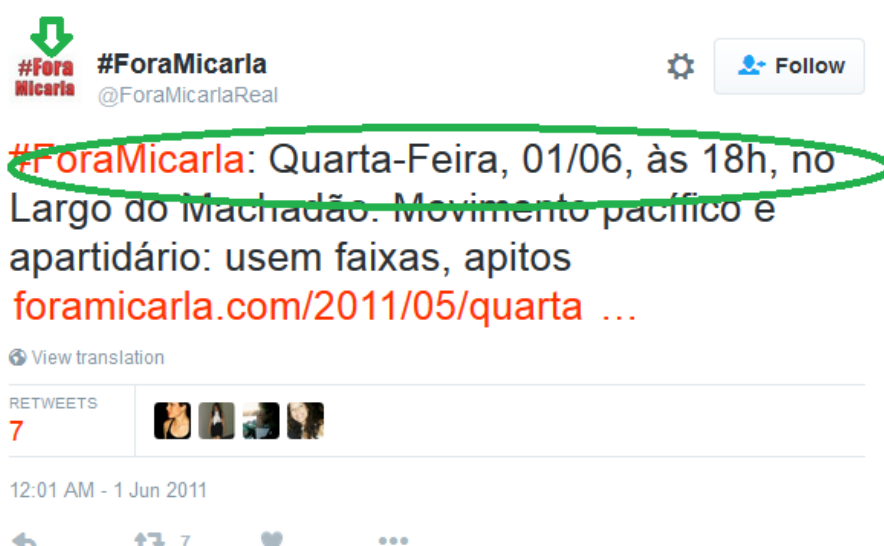 #Fora
Micarla
#ForaMicarla
@ForaMicarlaReal
Follow
#ForaMicarla: Quarta-Feira, 01/06, às 18h, no
Largo do Machadão. Movimento pacífico e
apartidário: usem faixas, apitos
foramicarla.com/2011/05/quarta ...
View translation
RETWEETS
7
12:01 AM - 1 Jun 2011
7